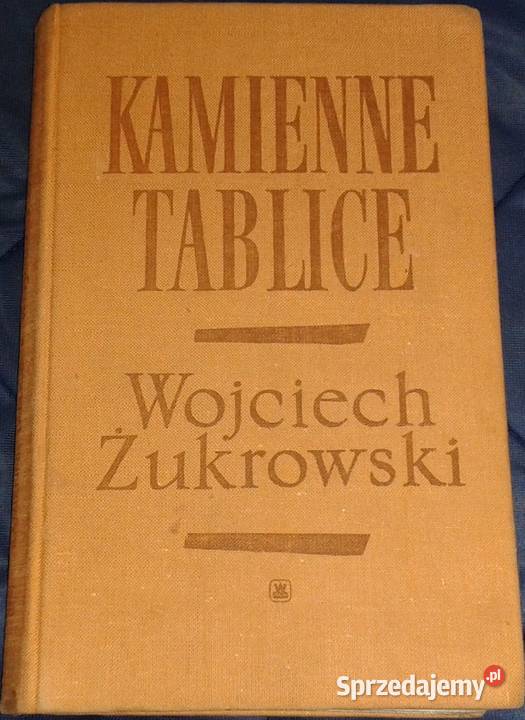 KAMIENNE
TABLICE
Wojciech
Żukrowski
Sprzedajemy.pl